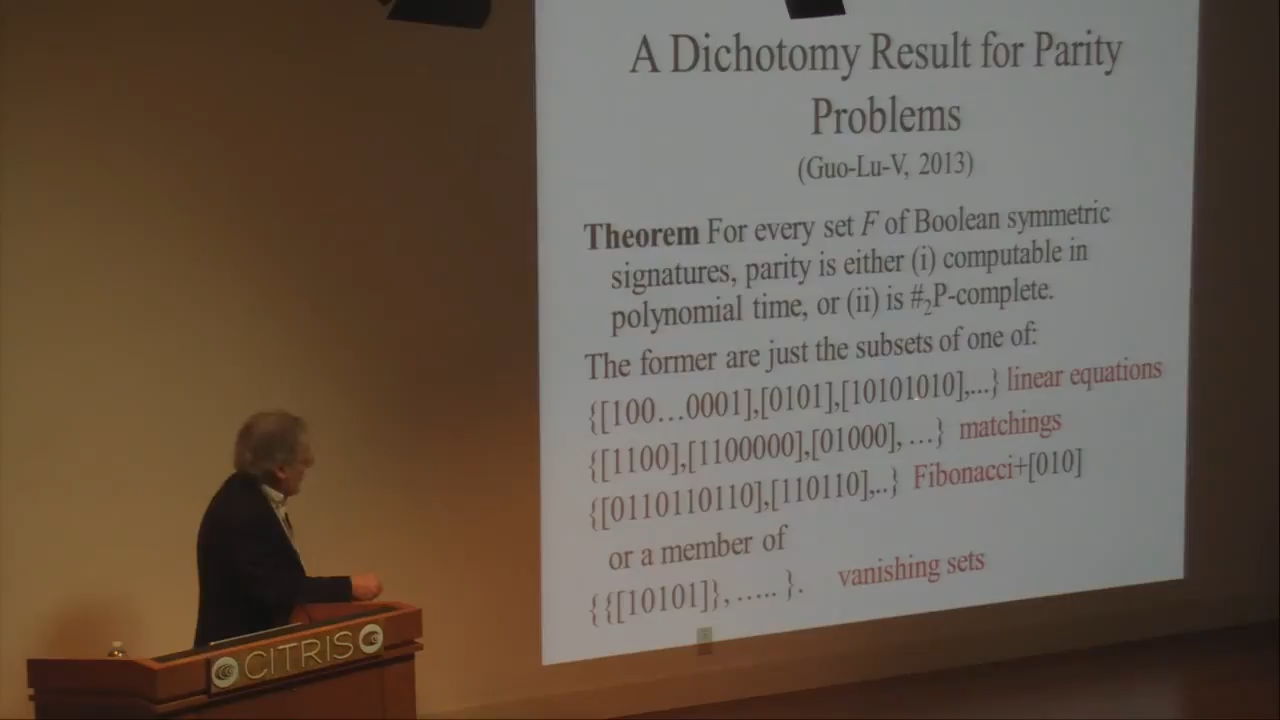 A Dichotomy Result for Parity
Problems
(Guo-Lu-V, 2013)
Theorem For every set F of Boolean symmetric
signatures, parity is either (i) computable in
polynomial time, or (ii) is #₂P-complete.
The former are just the subsets of one of:
{[100…0001],[0101],[10101010],...} linear equations
{[1100],[1100000],[01000], …} matchings
{[0110110110],[110110],..} Fibonacci+[010]
or a member of
{{[10101]}, ….. }. vanishing sets
CITRIS